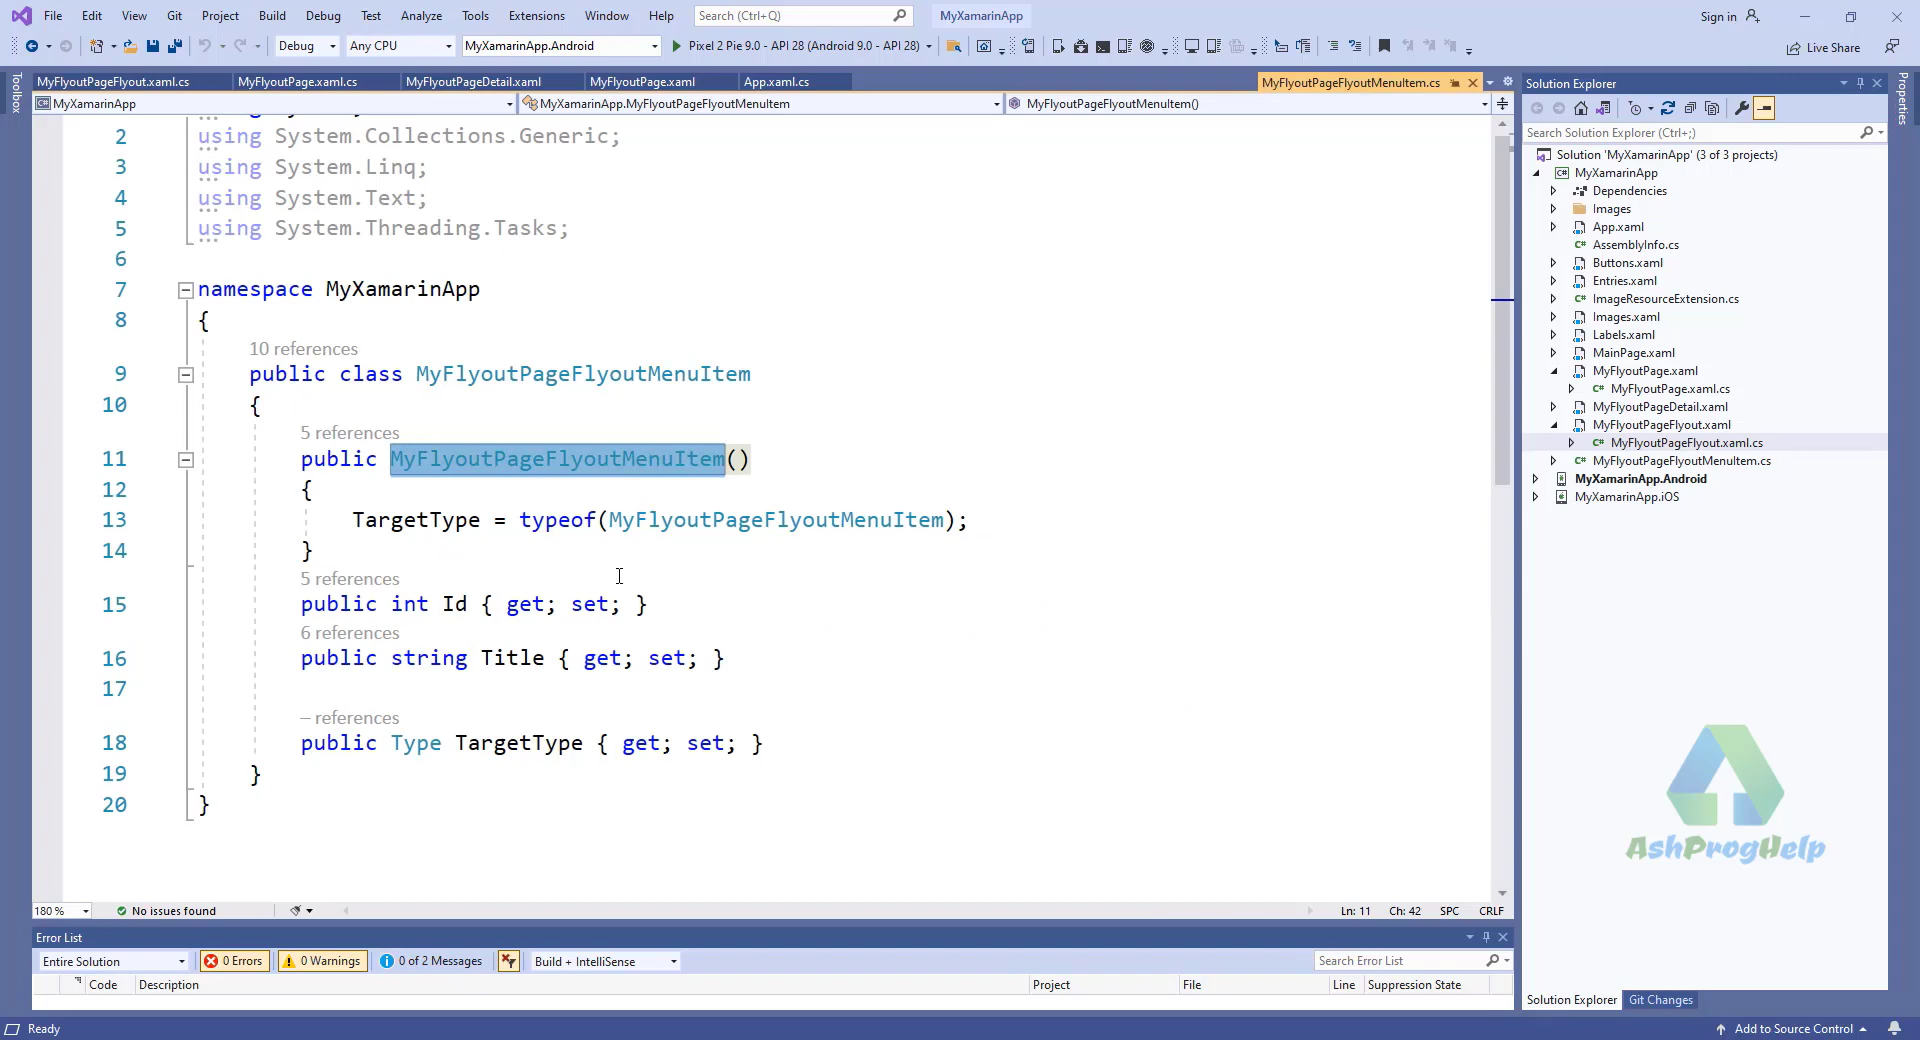 File Edit View Git Project Build Debug Test Analyze Tools Extensions Window Help Search (Ctrl+Q) MyXamarinApp Sign in
Debug Any CPU MyXamarinApp.Android Pixel 2 Pie 9.0 - API 28 (Android 9.0 - API 28) Live Share
Toolbox
MyFlyoutPageFlyout.xaml.cs MyFlyoutPage.xaml.cs MyFlyoutPageDetail.xaml MyFlyoutPage.xaml App.xaml.cs MyFlyoutPageFlyoutMenuItem.cs
MyXamarinApp MyXamarinApp.MyFlyoutPageFlyoutMenuItem MyFlyoutPageFlyoutMenuItem()
2 using System.Collections.Generic;
3 using System.Linq;
4 using System.Text;
5 using System.Threading.Tasks;
6
7 namespace MyXamarinApp
8 {
10 references
9 public class MyFlyoutPageFlyoutMenuItem
10 {
5 references
11 public MyFlyoutPageFlyoutMenuItem()
12 {
13 TargetType = typeof(MyFlyoutPageFlyoutMenuItem);
14 }
5 references
15 public int Id { get; set; }
6 references
16 public string Title { get; set; }
17
– references
18 public Type TargetType { get; set; }
19 }
20 }
180 % No issues found Ln: 11 Ch: 42 SPC CRLF
Error List
Entire Solution 0 Errors 0 Warnings 0 of 2 Messages Build + IntelliSense Search Error List
Code Description Project File Line Suppression State
Solution Explorer
Search Solution Explorer (Ctrl+;)
Solution 'MyXamarinApp' (3 of 3 projects)
MyXamarinApp
Dependencies
Images
App.xaml
AssemblyInfo.cs
Buttons.xaml
Entries.xaml
ImageResourceExtension.cs
Images.xaml
Labels.xaml
MainPage.xaml
MyFlyoutPage.xaml
MyFlyoutPage.xaml.cs
MyFlyoutPageDetail.xaml
MyFlyoutPageFlyout.xaml
MyFlyoutPageFlyout.xaml.cs
MyFlyoutPageFlyoutMenuItem.cs
MyXamarinApp.Android
MyXamarinApp.iOS
AshProgHelp
Solution Explorer Git Changes
Properties
Ready Add to Source Control